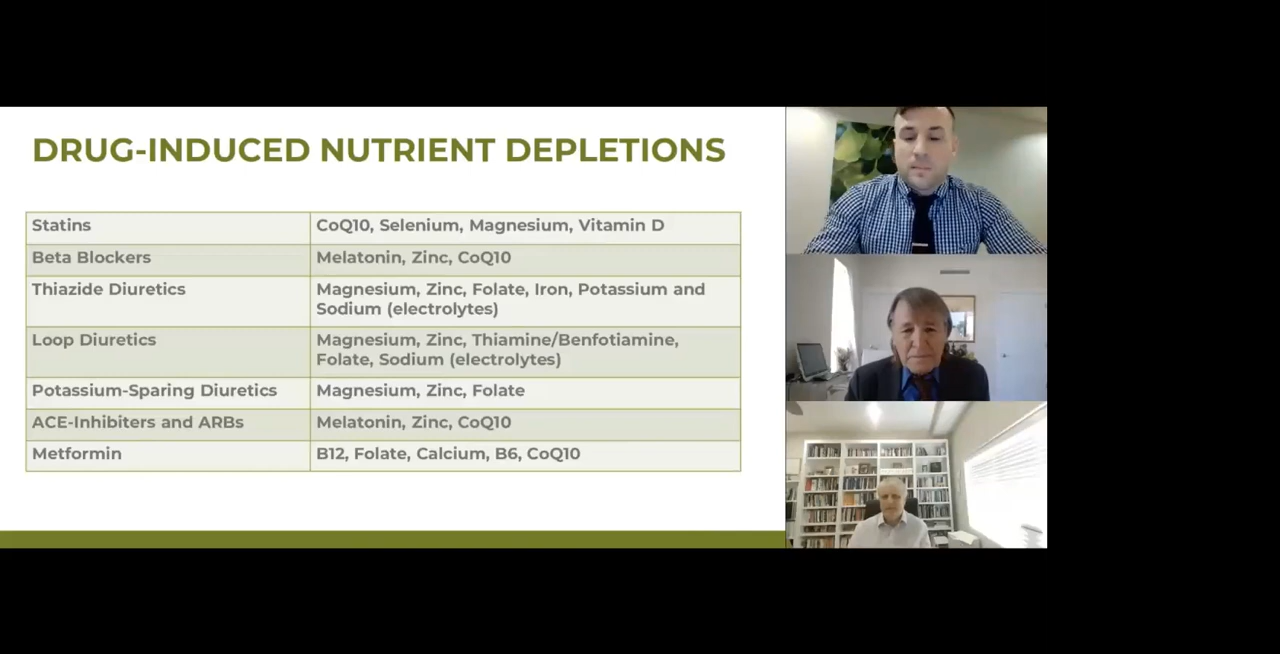 DRUG-INDUCED NUTRIENT DEPLETIONS
Statins
CoQ10, Selenium, Magnesium, Vitamin D
Beta Blockers
Melatonin, Zinc, CoQ10
Thiazide Diuretics
Magnesium, Zinc, Folate, Iron, Potassium and
Sodium (electrolytes)
Loop Diuretics
Magnesium, Zinc, Thiamine/Benfotiamine,
Folate, Sodium (electrolytes)
Potassium-Sparing Diuretics
Magnesium, Zinc, Folate
ACE-Inhibiters and ARBs
Melatonin, Zinc, CoQ10
Metformin
B12, Folate, Calcium, B6, CoQ10